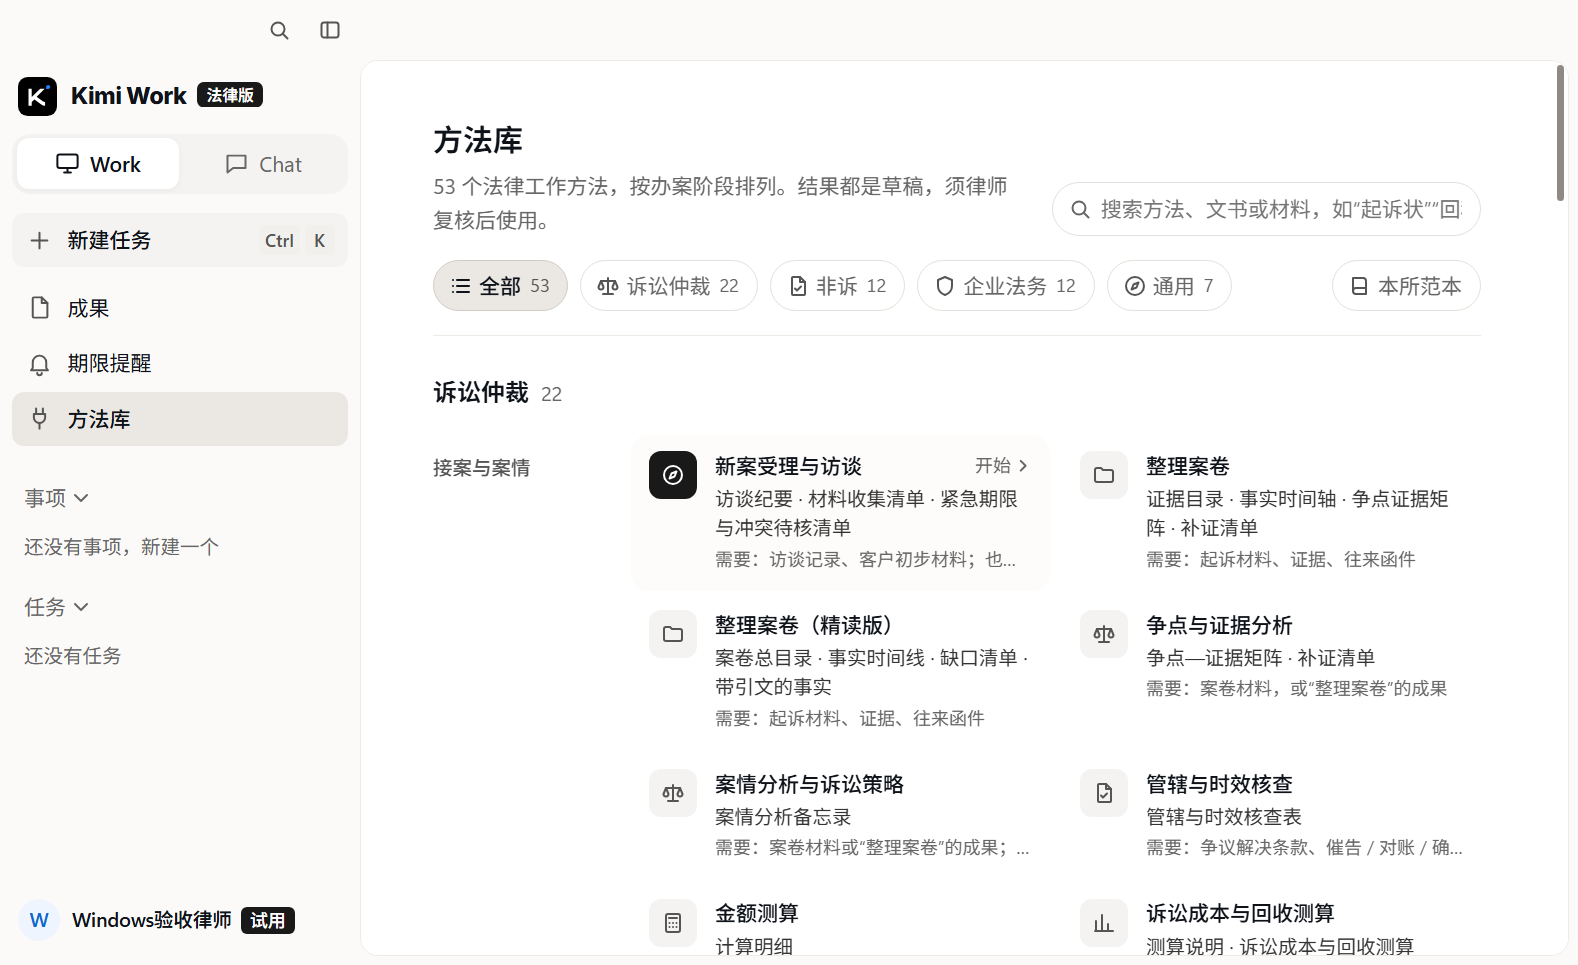 Kimi Work 法律版
Work
Chat
新建任务 Ctrl K
成果
期限提醒
方法库
事项
还没有事项，新建一个
任务
还没有任务
W Windows验收律师 试用
方法库
53 个法律工作方法，按办案阶段排列。结果都是草稿，须律师
复核后使用。
搜索方法、文书或材料，如“起诉状”“回
全部 53
诉讼仲裁 22
非诉 12
企业法务 12
通用 7
本所范本
诉讼仲裁 22
接案与案情
新案受理与访谈 开始
访谈纪要 · 材料收集清单 · 紧急期限
与冲突待核清单
需要：访谈记录、客户初步材料；也...
整理案卷
证据目录 · 事实时间轴 · 争点证据矩
阵 · 补证清单
需要：起诉材料、证据、往来函件
整理案卷（精读版）
案卷总目录 · 事实时间线 · 缺口清单 ·
带引文的事实
需要：起诉材料、证据、往来函件
争点与证据分析
争点—证据矩阵 · 补证清单
需要：案卷材料，或“整理案卷”的成果
案情分析与诉讼策略
案情分析备忘录
需要：案卷材料或“整理案卷”的成果；...
管辖与时效核查
管辖与时效核查表
需要：争议解决条款、催告 / 对账 / 确...
金额测算
计算明细
诉讼成本与回收测算
测算说明 · 诉讼成本与回收测算